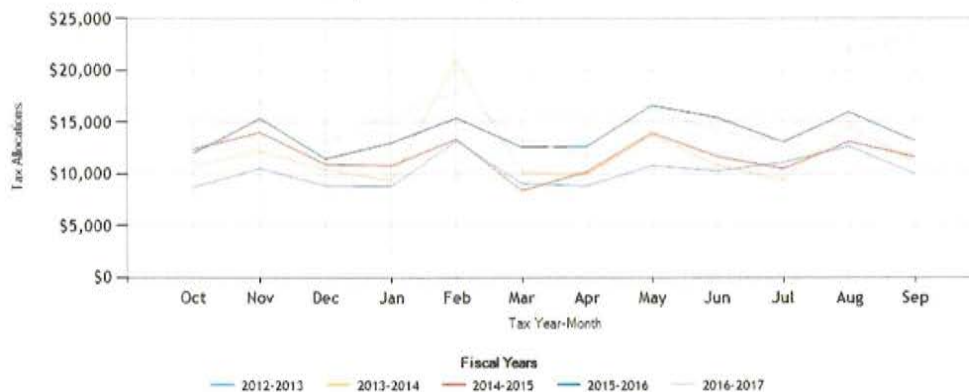 $25,000
$20,000
$15,000
$10,000
$5,000
$0
Tax Allocations
Oct Nov Dec Jan Feb Mar Apr May Jun Jul Aug Sep
Tax Year-Month
Fiscal Years
2012-2013 2013-2014 2014-2015 2015-2016 2016-2017